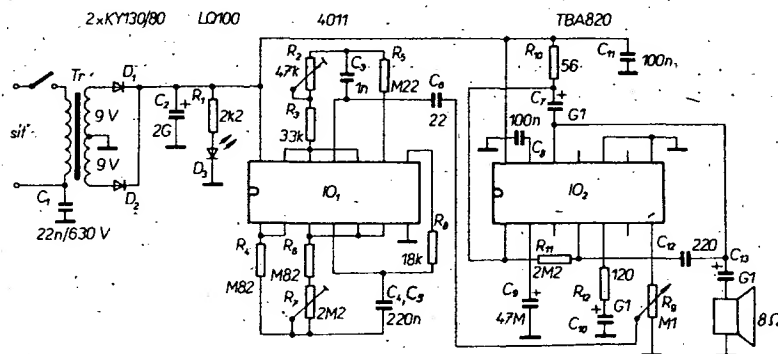 2xKY130/80 LQ100 4011 TBA820
Tr
D1
síť
9 V
9 V
D2
C1
22n/630 V
C2
2G
+
R1
2k2
D3
R2
47k
R3
33k
C3
1n
R5
M22
C6
22
IO1
R4
M82
R6
M82
R7
2M2
C4, C5
220n
R8
18k
R10
56
C11
100n
C7
+
G1
100n
C8
IO2
R11
2M2
C9
+
47M
120
R12
G1
C10
+
R9
M1
C12
220
C13
+
G1
8Ω